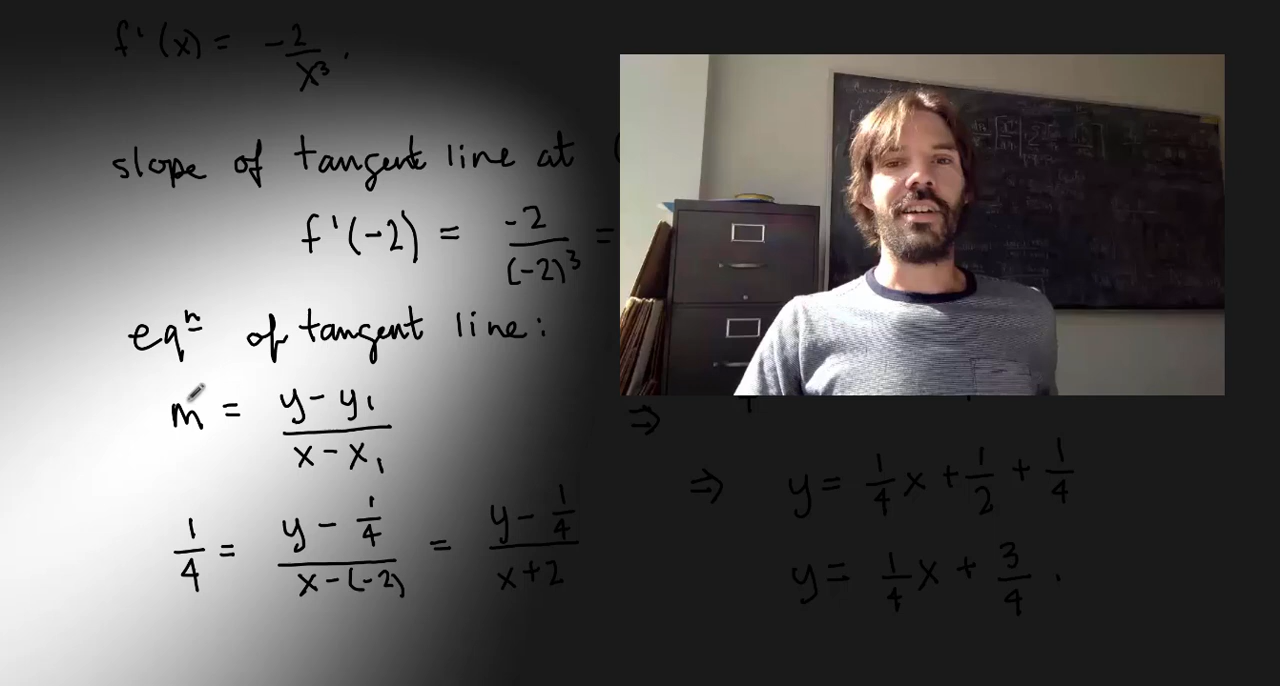 f'(x) = -2/x³.
slope of tangent line at (
f'(-2) = -2/(-2)³ =
eqⁿ of tangent line:
m = y - y₁/x - x₁
⇒
1/4 = y - 1/4/x - (-2) = y - 1/4/x + 2
⇒ y = 1/4 x + 1/2 + 1/4
y = 1/4 x + 3/4.